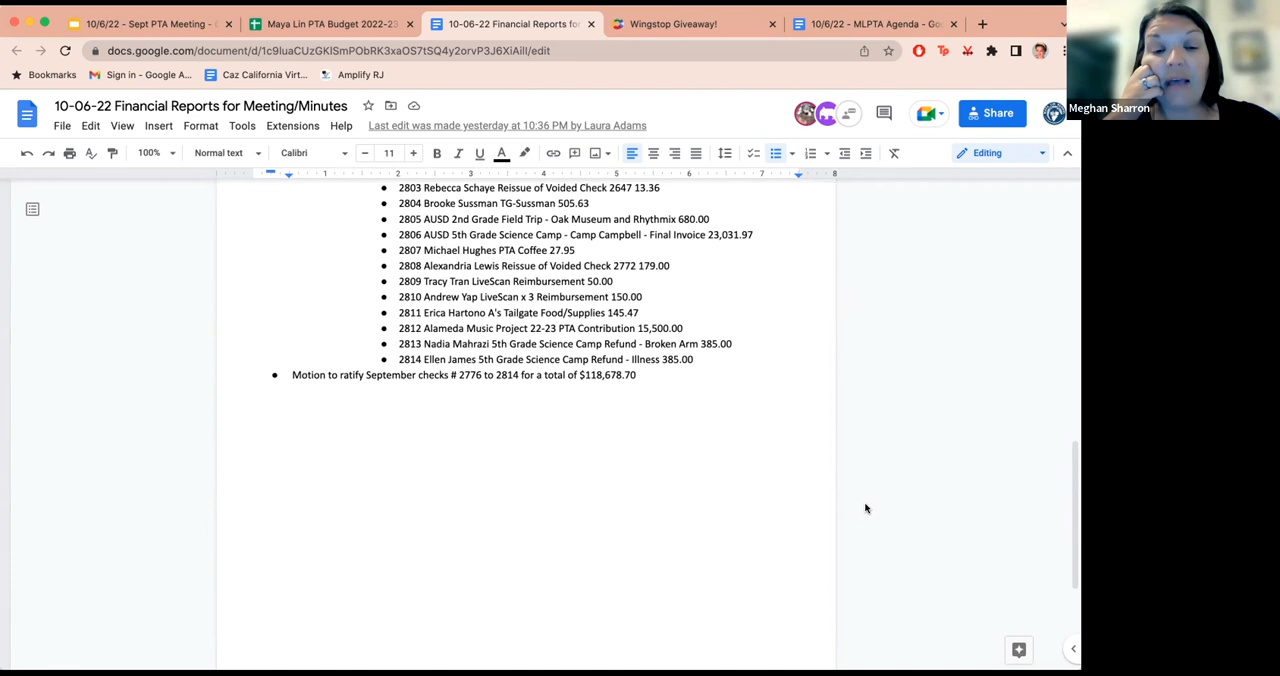 10/6/22 - Sept PTA Meeting -
Maya Lin PTA Budget 2022-23
10-06-22 Financial Reports for
Wingstop Giveaway!
10/6/22 - MLPTA Agenda - Go
docs.google.com/document/d/1c9luaCUzGKlSmPObRK3xaOS7tSQ4y2orvP3J6XiAilI/edit
Bookmarks
Sign in - Google A...
Caz California Virt...
Amplify RJ
Meghan Sharron
10-06-22 Financial Reports for Meeting/Minutes
File Edit View Insert Format Tools Extensions Help Last edit was made yesterday at 10:36 PM by Laura Adams
Share
100% Normal text Calibri 11 B I U A Editing
1 2 3 4 5 6 7 8
2803 Rebecca Schaye Reissue of Voided Check 2647 13.36
2804 Brooke Sussman TG-Sussman 505.63
2805 AUSD 2nd Grade Field Trip - Oak Museum and Rhythmix 680.00
2806 AUSD 5th Grade Science Camp - Camp Campbell - Final Invoice 23,031.97
2807 Michael Hughes PTA Coffee 27.95
2808 Alexandria Lewis Reissue of Voided Check 2772 179.00
2809 Tracy Tran LiveScan Reimbursement 50.00
2810 Andrew Yap LiveScan x 3 Reimbursement 150.00
2811 Erica Hartono A's Tailgate Food/Supplies 145.47
2812 Alameda Music Project 22-23 PTA Contribution 15,500.00
2813 Nadia Mahrazi 5th Grade Science Camp Refund - Broken Arm 385.00
2814 Ellen James 5th Grade Science Camp Refund - Illness 385.00
Motion to ratify September checks # 2776 to 2814 for a total of $118,678.70